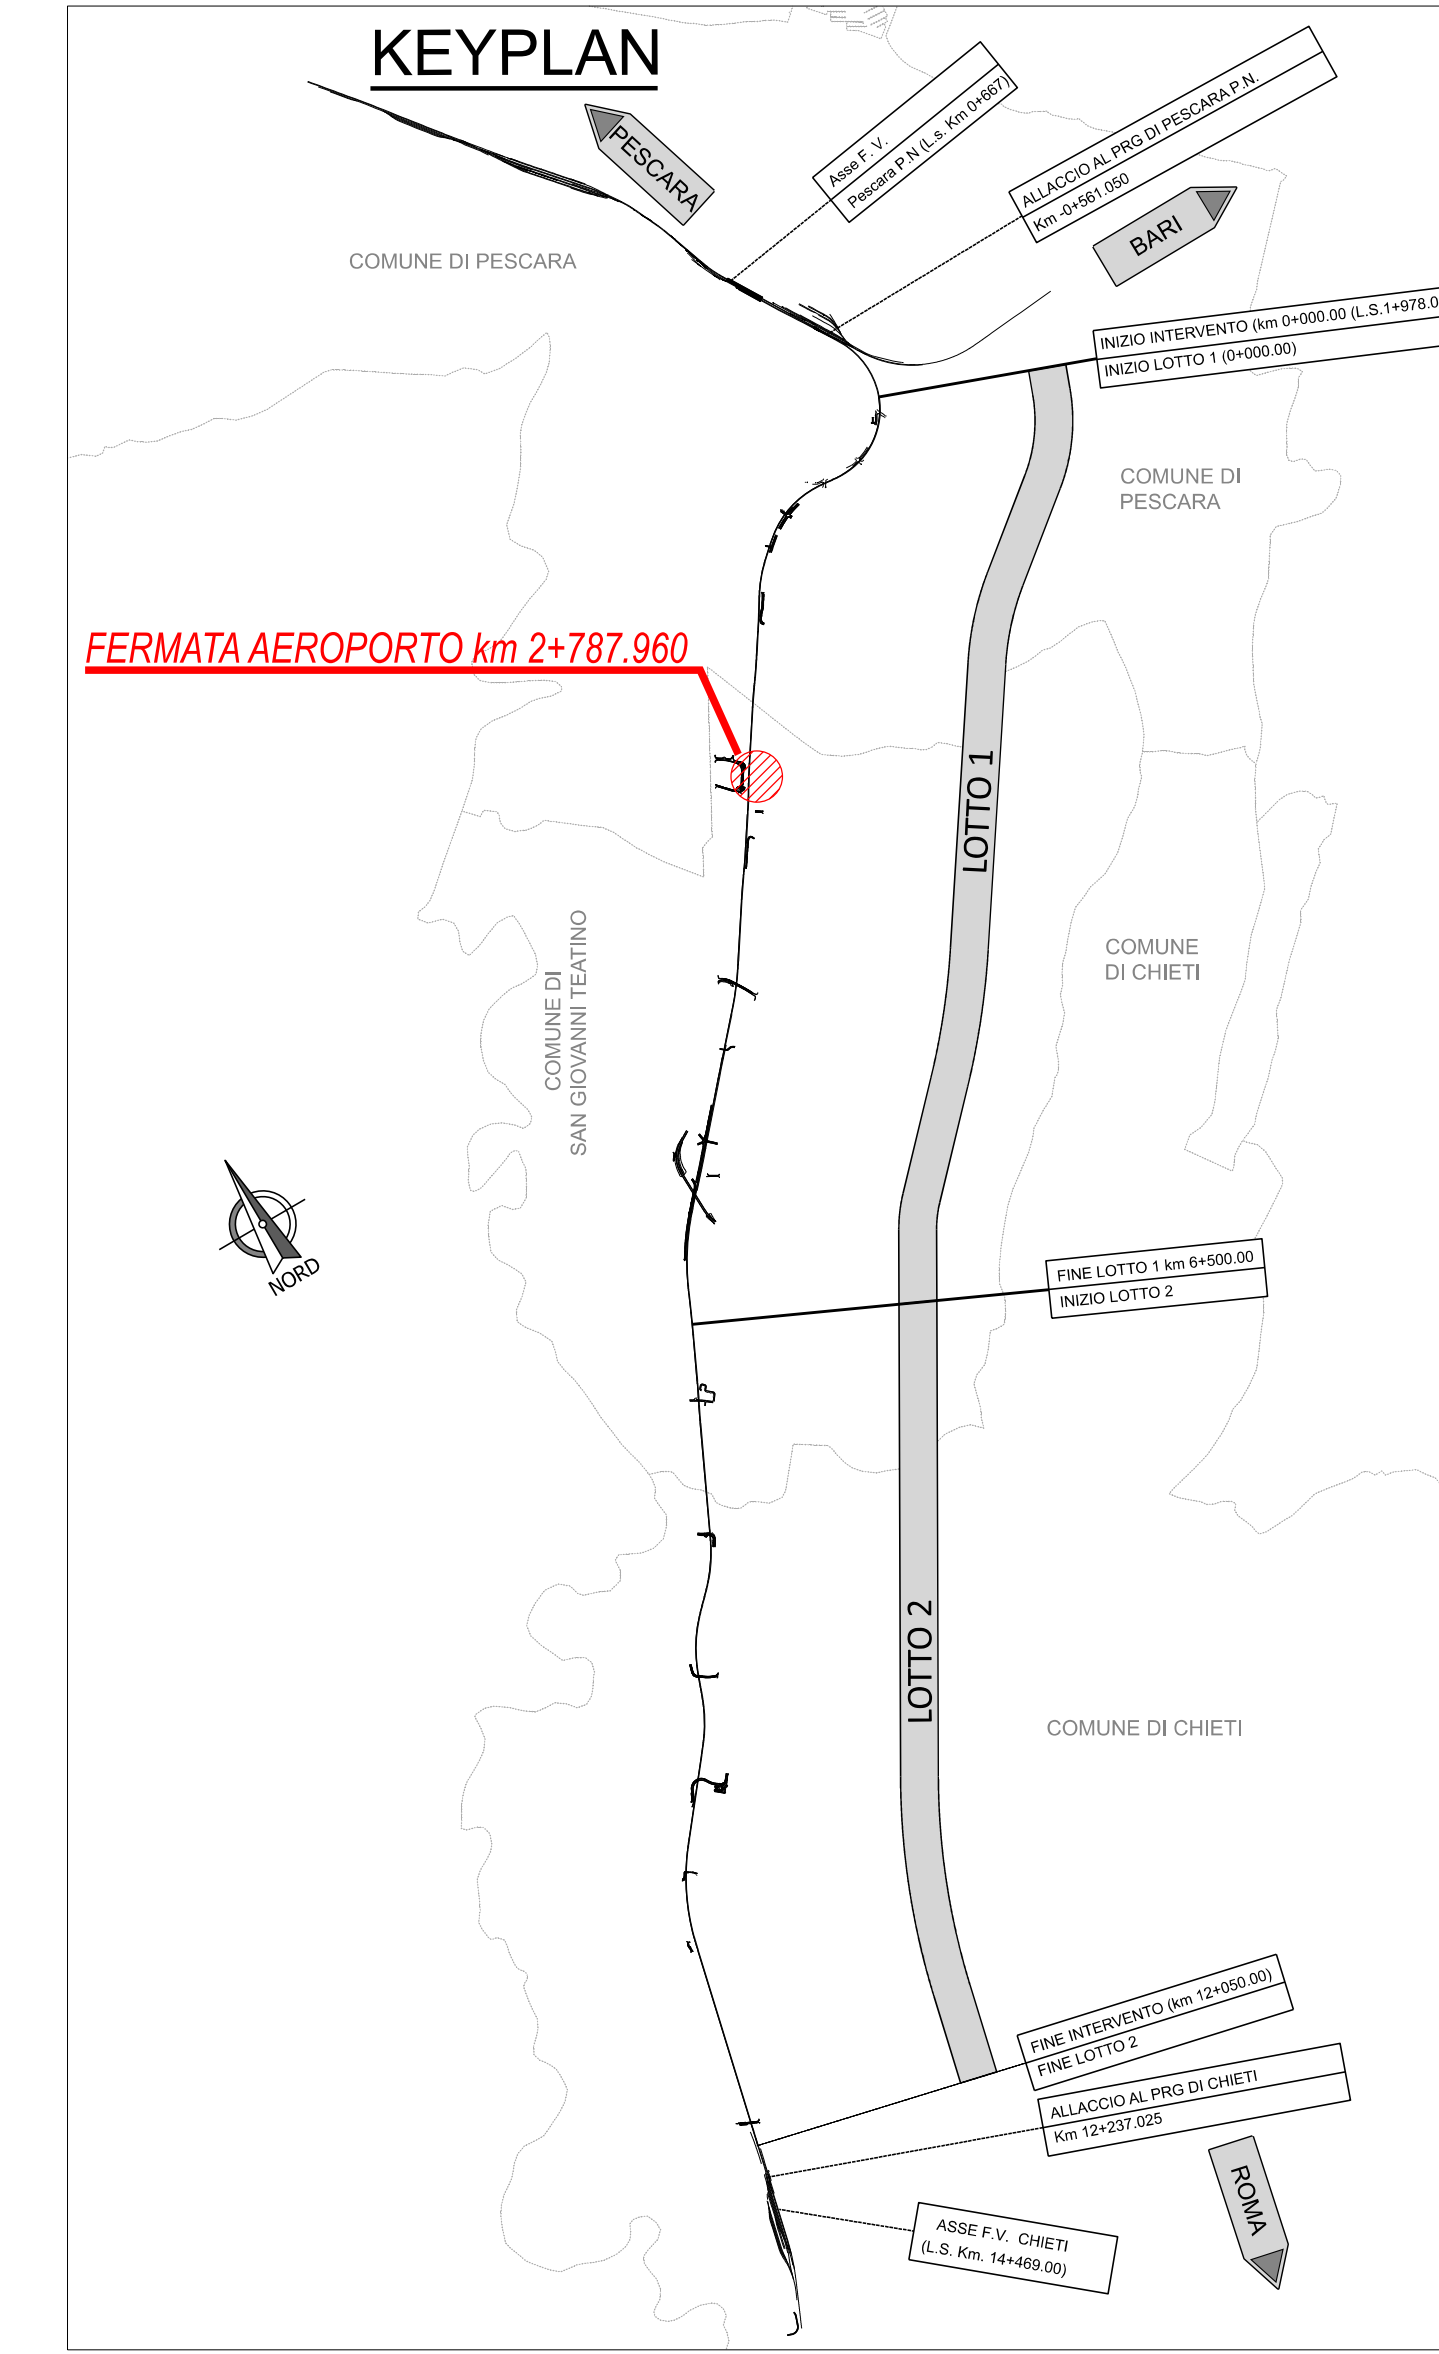 KEYPLAN
PESCARA
Asse F. V.
Pescara P.N (L.s. Km 0+667)
ALLACCIO AL PRG DI PESCARA P.N.
Km -0+561.050
BARI
COMUNE DI PESCARA
INIZIO INTERVENTO (km 0+000.00 (L.S.1+978.0
INIZIO LOTTO 1 (0+000.00)
COMUNE DI
PESCARA
FERMATA AEROPORTO km 2+787.960
LOTTO 1
COMUNE DI
SAN GIOVANNI TEATINO
COMUNE
DI CHIETI
NORD
FINE LOTTO 1 km 6+500.00
INIZIO LOTTO 2
LOTTO 2
COMUNE DI CHIETI
FINE INTERVENTO (km 12+050.00)
FINE LOTTO 2
ALLACCIO AL PRG DI CHIETI
Km 12+237.025
ROMA
ASSE F.V. CHIETI
(L.S. Km. 14+469.00)